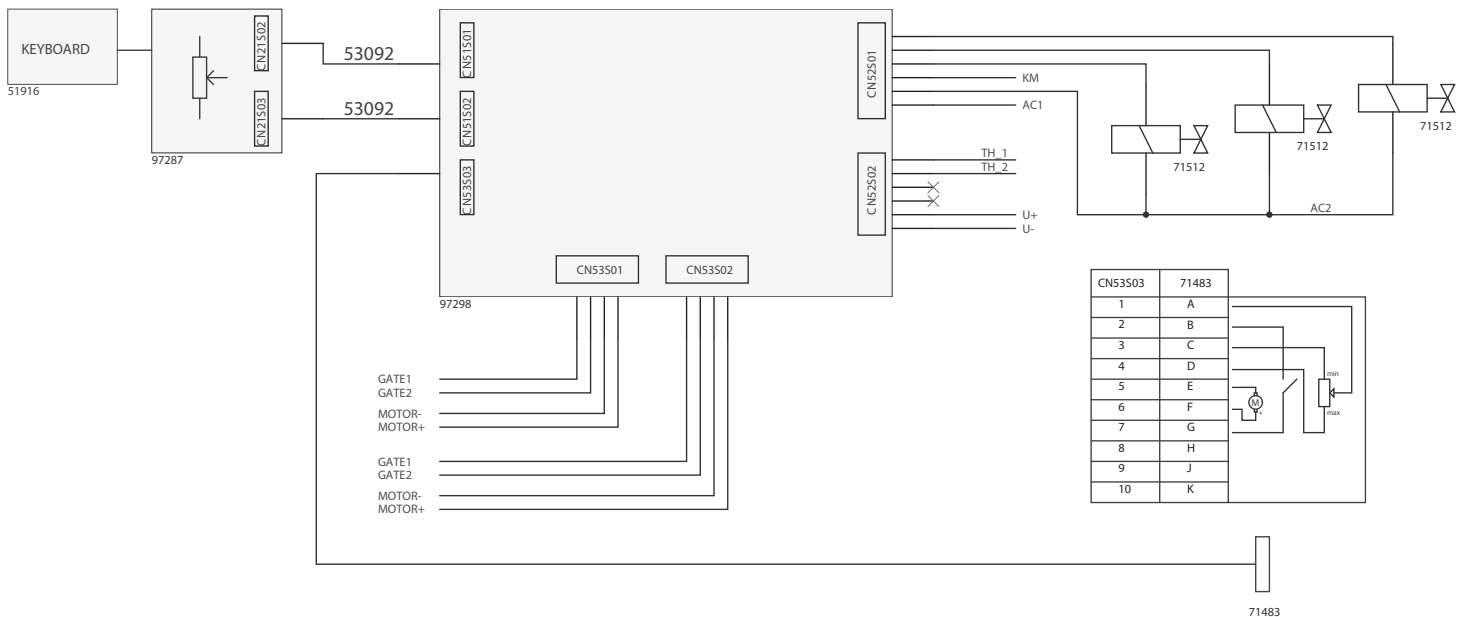 KEYBOARD
51916
CN21S02
CN21S03
97287
53092
53092
CN51S01
CN51S02
CN53S03
CN52S01
CN52S02
CN53S01
CN53S02
97298
KM
AC1
TH_1
TH_2
U+
U-
71512
71512
71512
AC2
GATE1
GATE2
MOTOR-
MOTOR+
GATE1
GATE2
MOTOR-
MOTOR+
CN53S03 71483
1 A
2 B
3 C
4 D
5 E
6 F
7 G
8 H
9 J
10 K
M
+
min
max
71483